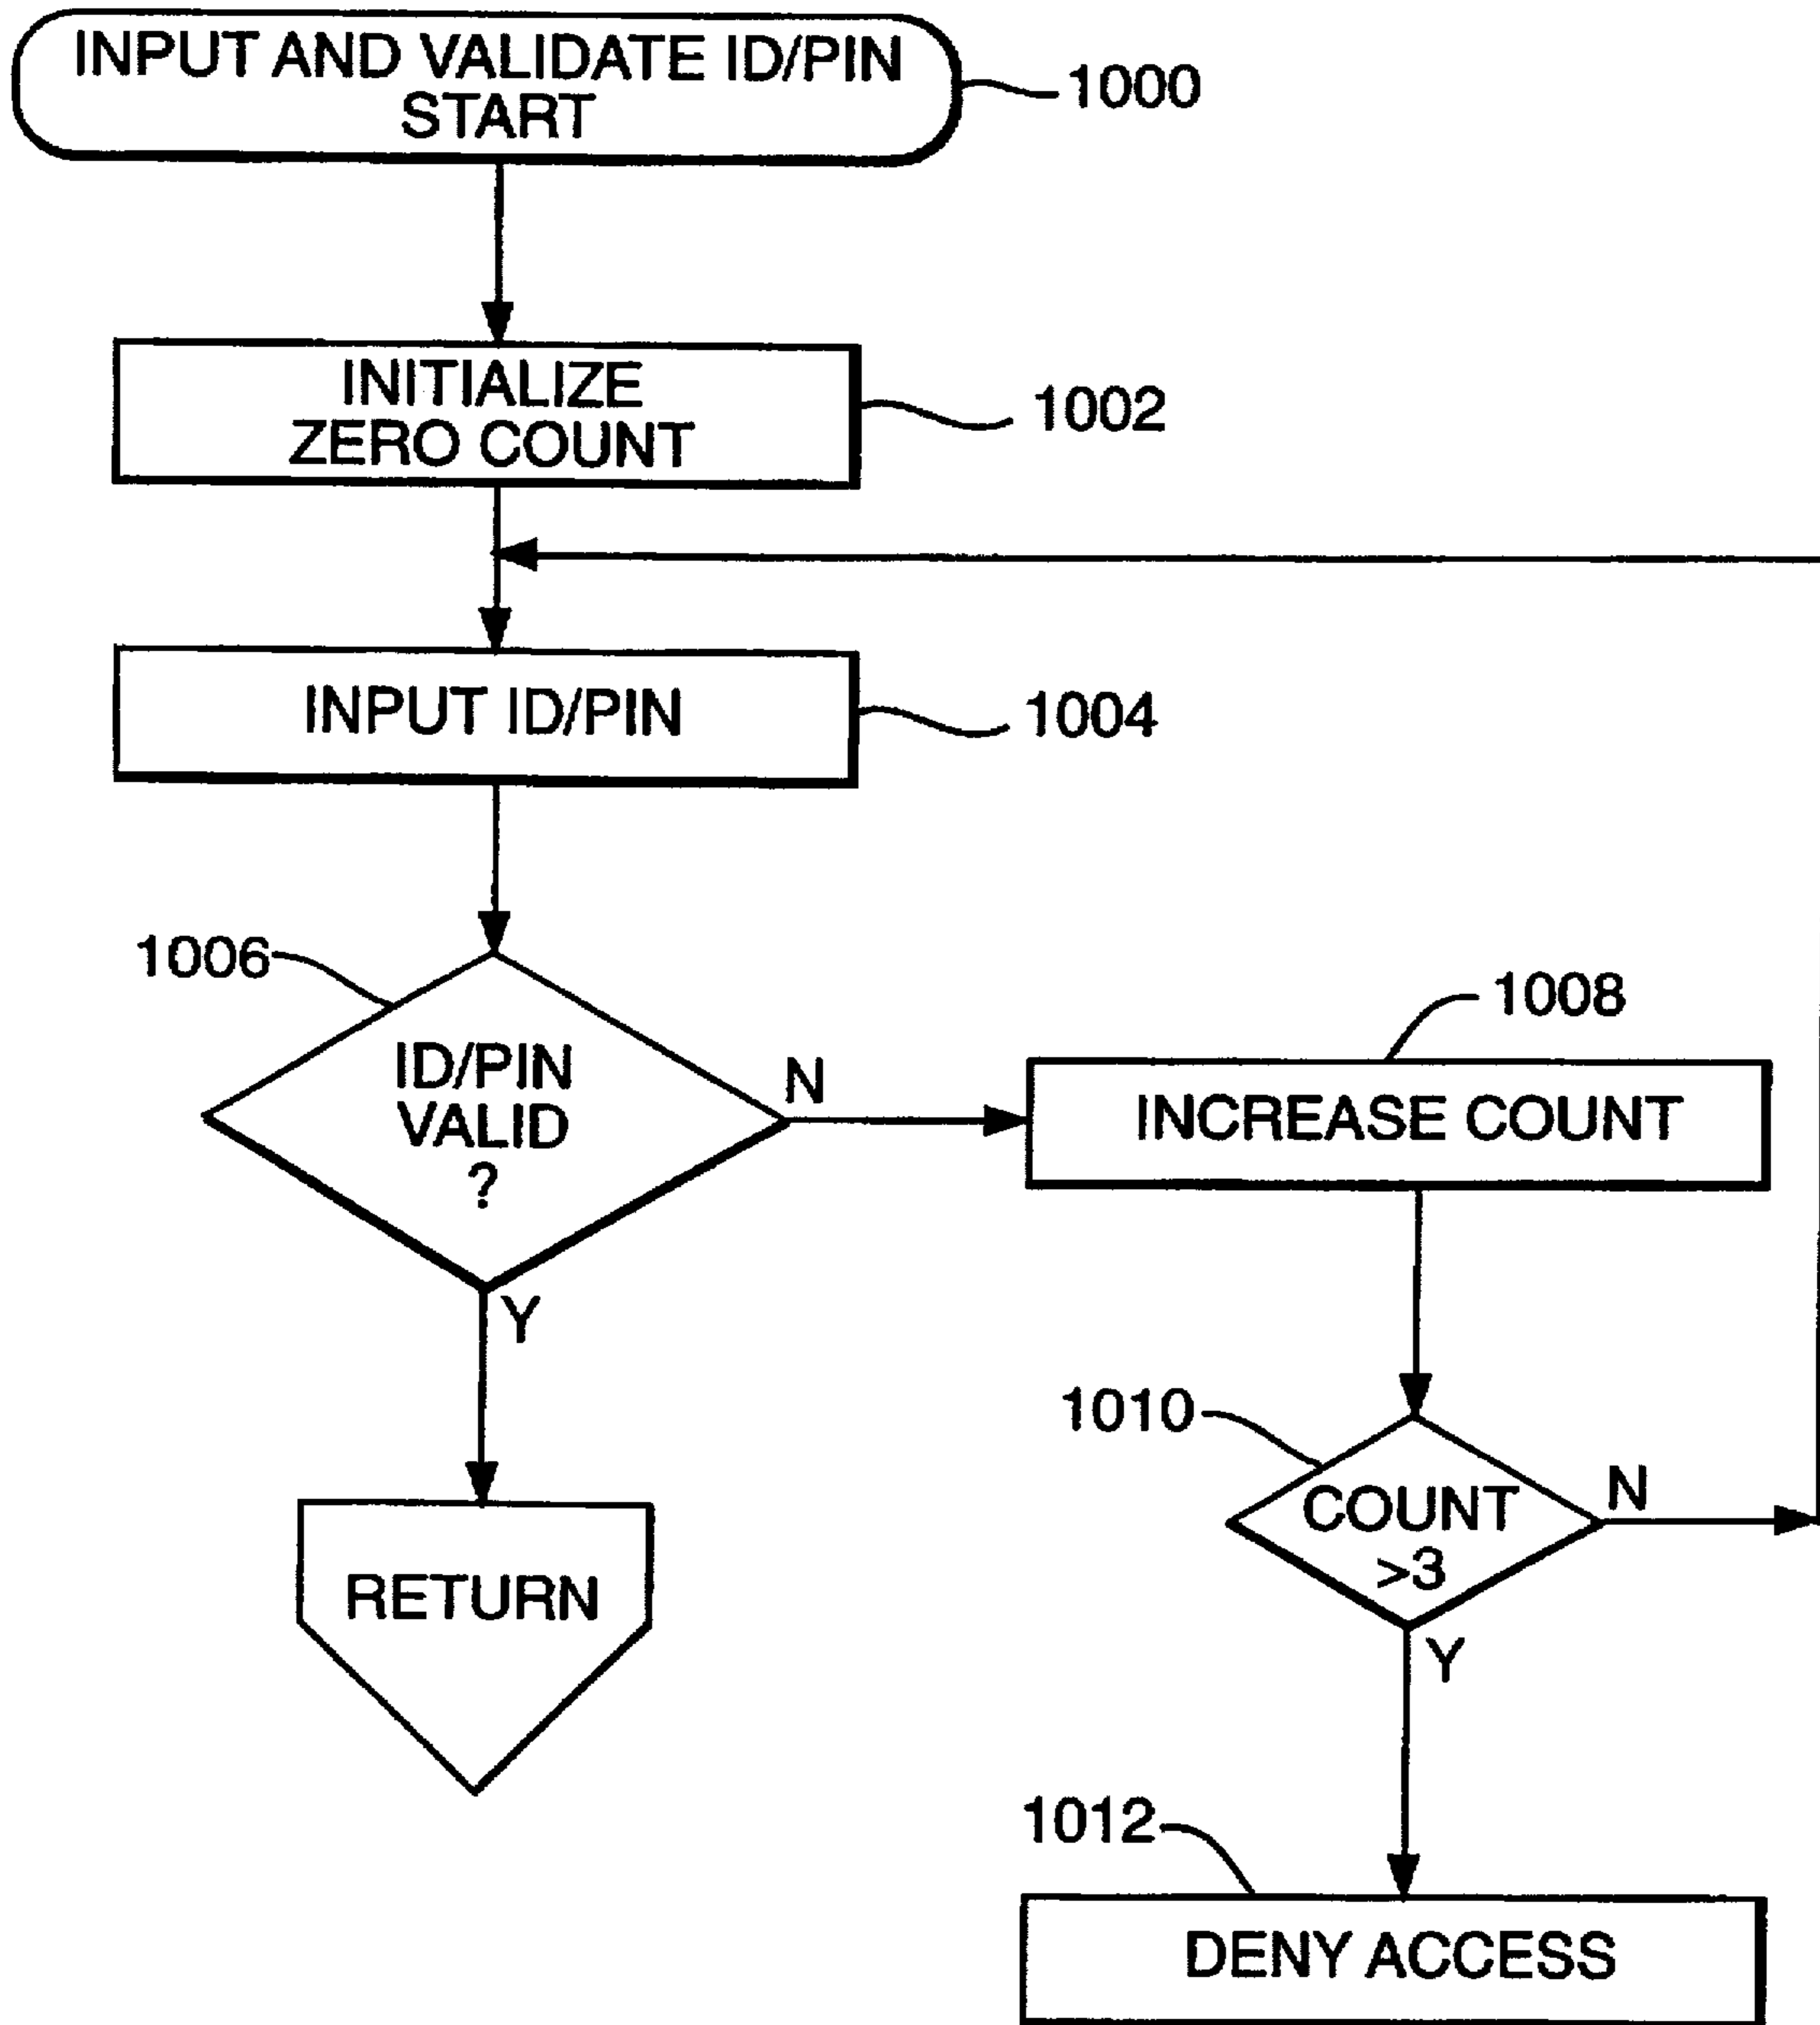 INPUT AND VALIDATE ID/PIN
START
1000
INITIALIZE
ZERO COUNT
1002
INPUT ID/PIN
1004
1006
ID/PIN
VALID
?
N
Y
1008
INCREASE COUNT
1010
COUNT
>3
N
Y
RETURN
1012
DENY ACCESS